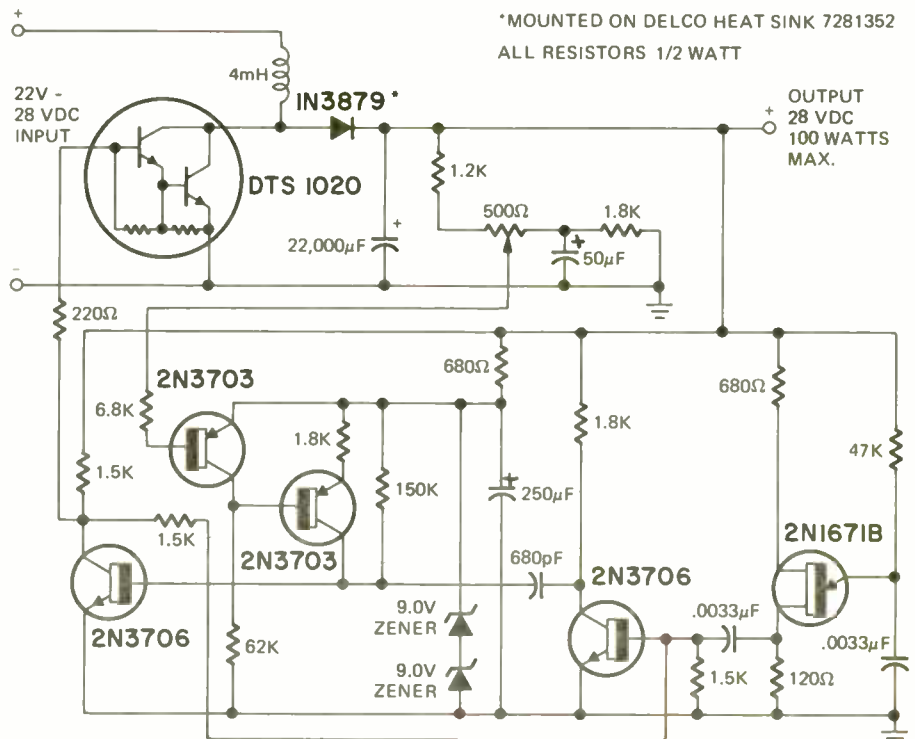 *MOUNTED ON DELCO HEAT SINK 7281352
ALL RESISTORS 1/2 WATT
+
4mH
IN3879*
22V -
28 VDC
INPUT
+
OUTPUT
28 VDC
100 WATTS
MAX.
DTS 1020
1.2K
500Ω
1.8K
+
22,000μF
+
50μF
-
220Ω
2N3703
680Ω
1.8K
680Ω
6.8K
1.8K
47K
1.5K
150K
+
250μF
1.5K
2N3703
2N1671B
680pF
2N3706
2N3706
9.0V
ZENER
.0033μF
.0033μF
62K
9.0V
ZENER
1.5K
120Ω